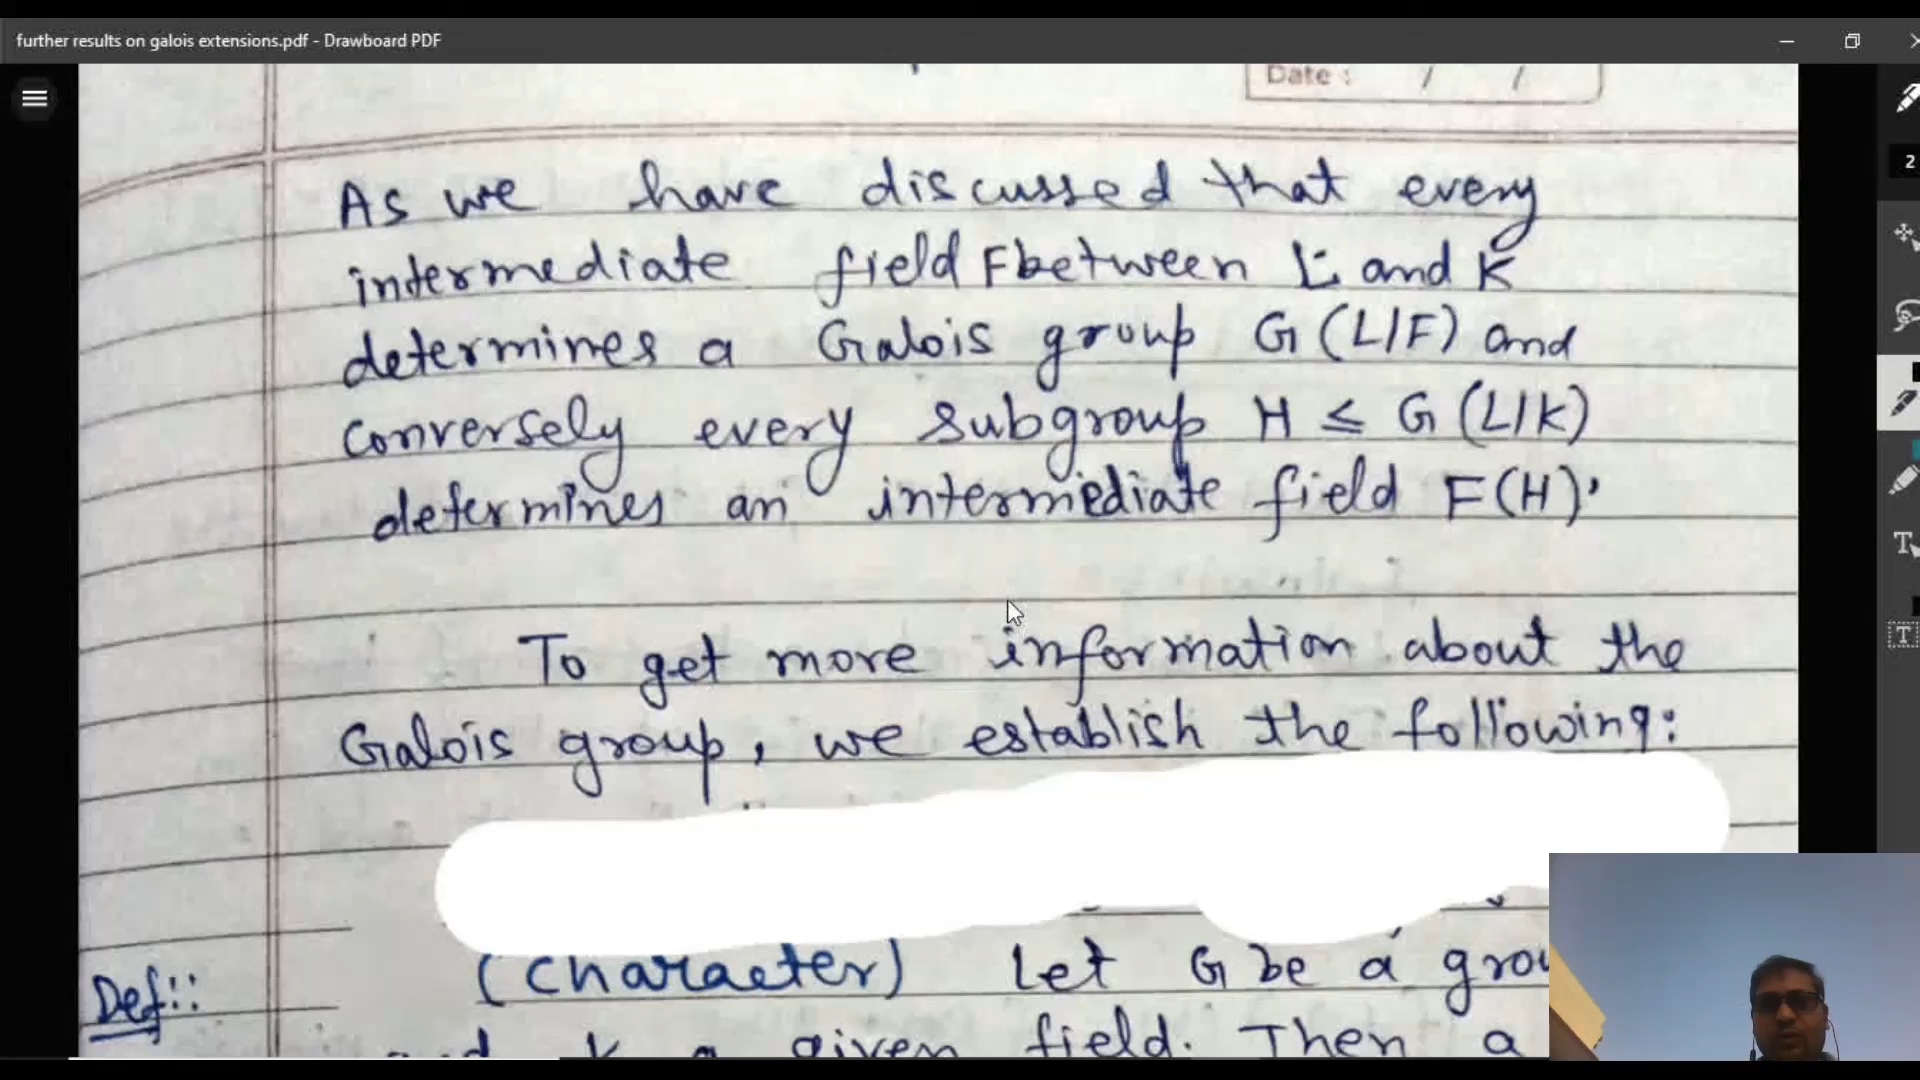 further results on galois extensions.pdf - Drawboard PDF
Date : / /
2
As we have discussed that every
intermediate field F between L and K
determines a Galois group G (L/F) and
conversely every subgroup H ≤ G (L/K)
determines an intermediate field F(H).
To get more information about the
Galois group, we establish the following:
Def:: (Character) Let G be a
K a given field. Then a